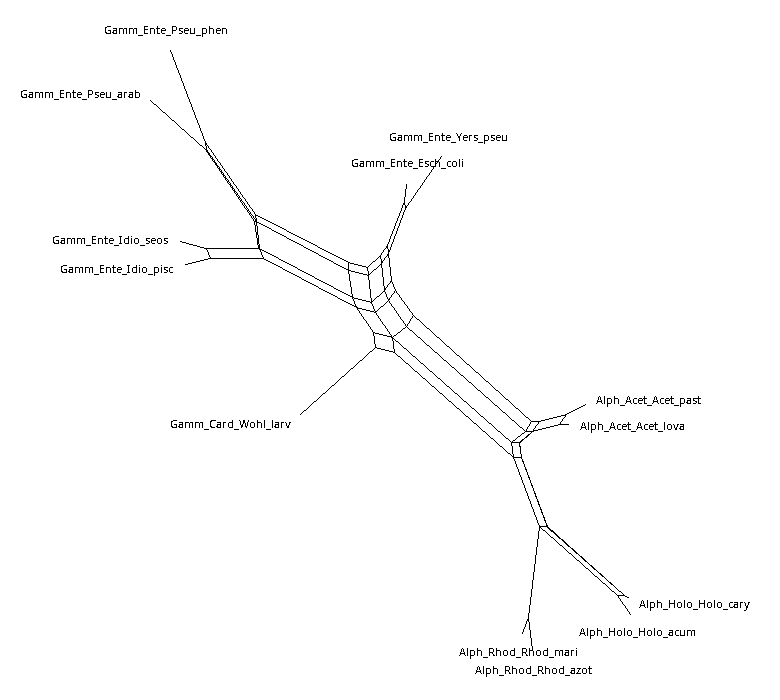 Gamm_Ente_Pseu_phen
Gamm_Ente_Pseu_arab
Gamm_Ente_Yers_pseu
Gamm_Ente_Esch_coli
Gamm_Ente_Idio_seos
Gamm_Ente_Idio_pisc
Alph_Acet_Acet_past
Gamm_Card_Wohl_larv
Alph_Acet_Acet_lova
Alph_Holo_Holo_cary
Alph_Holo_Holo_acum
Alph_Rhod_Rhod_mari
Alph_Rhod_Rhod_azot